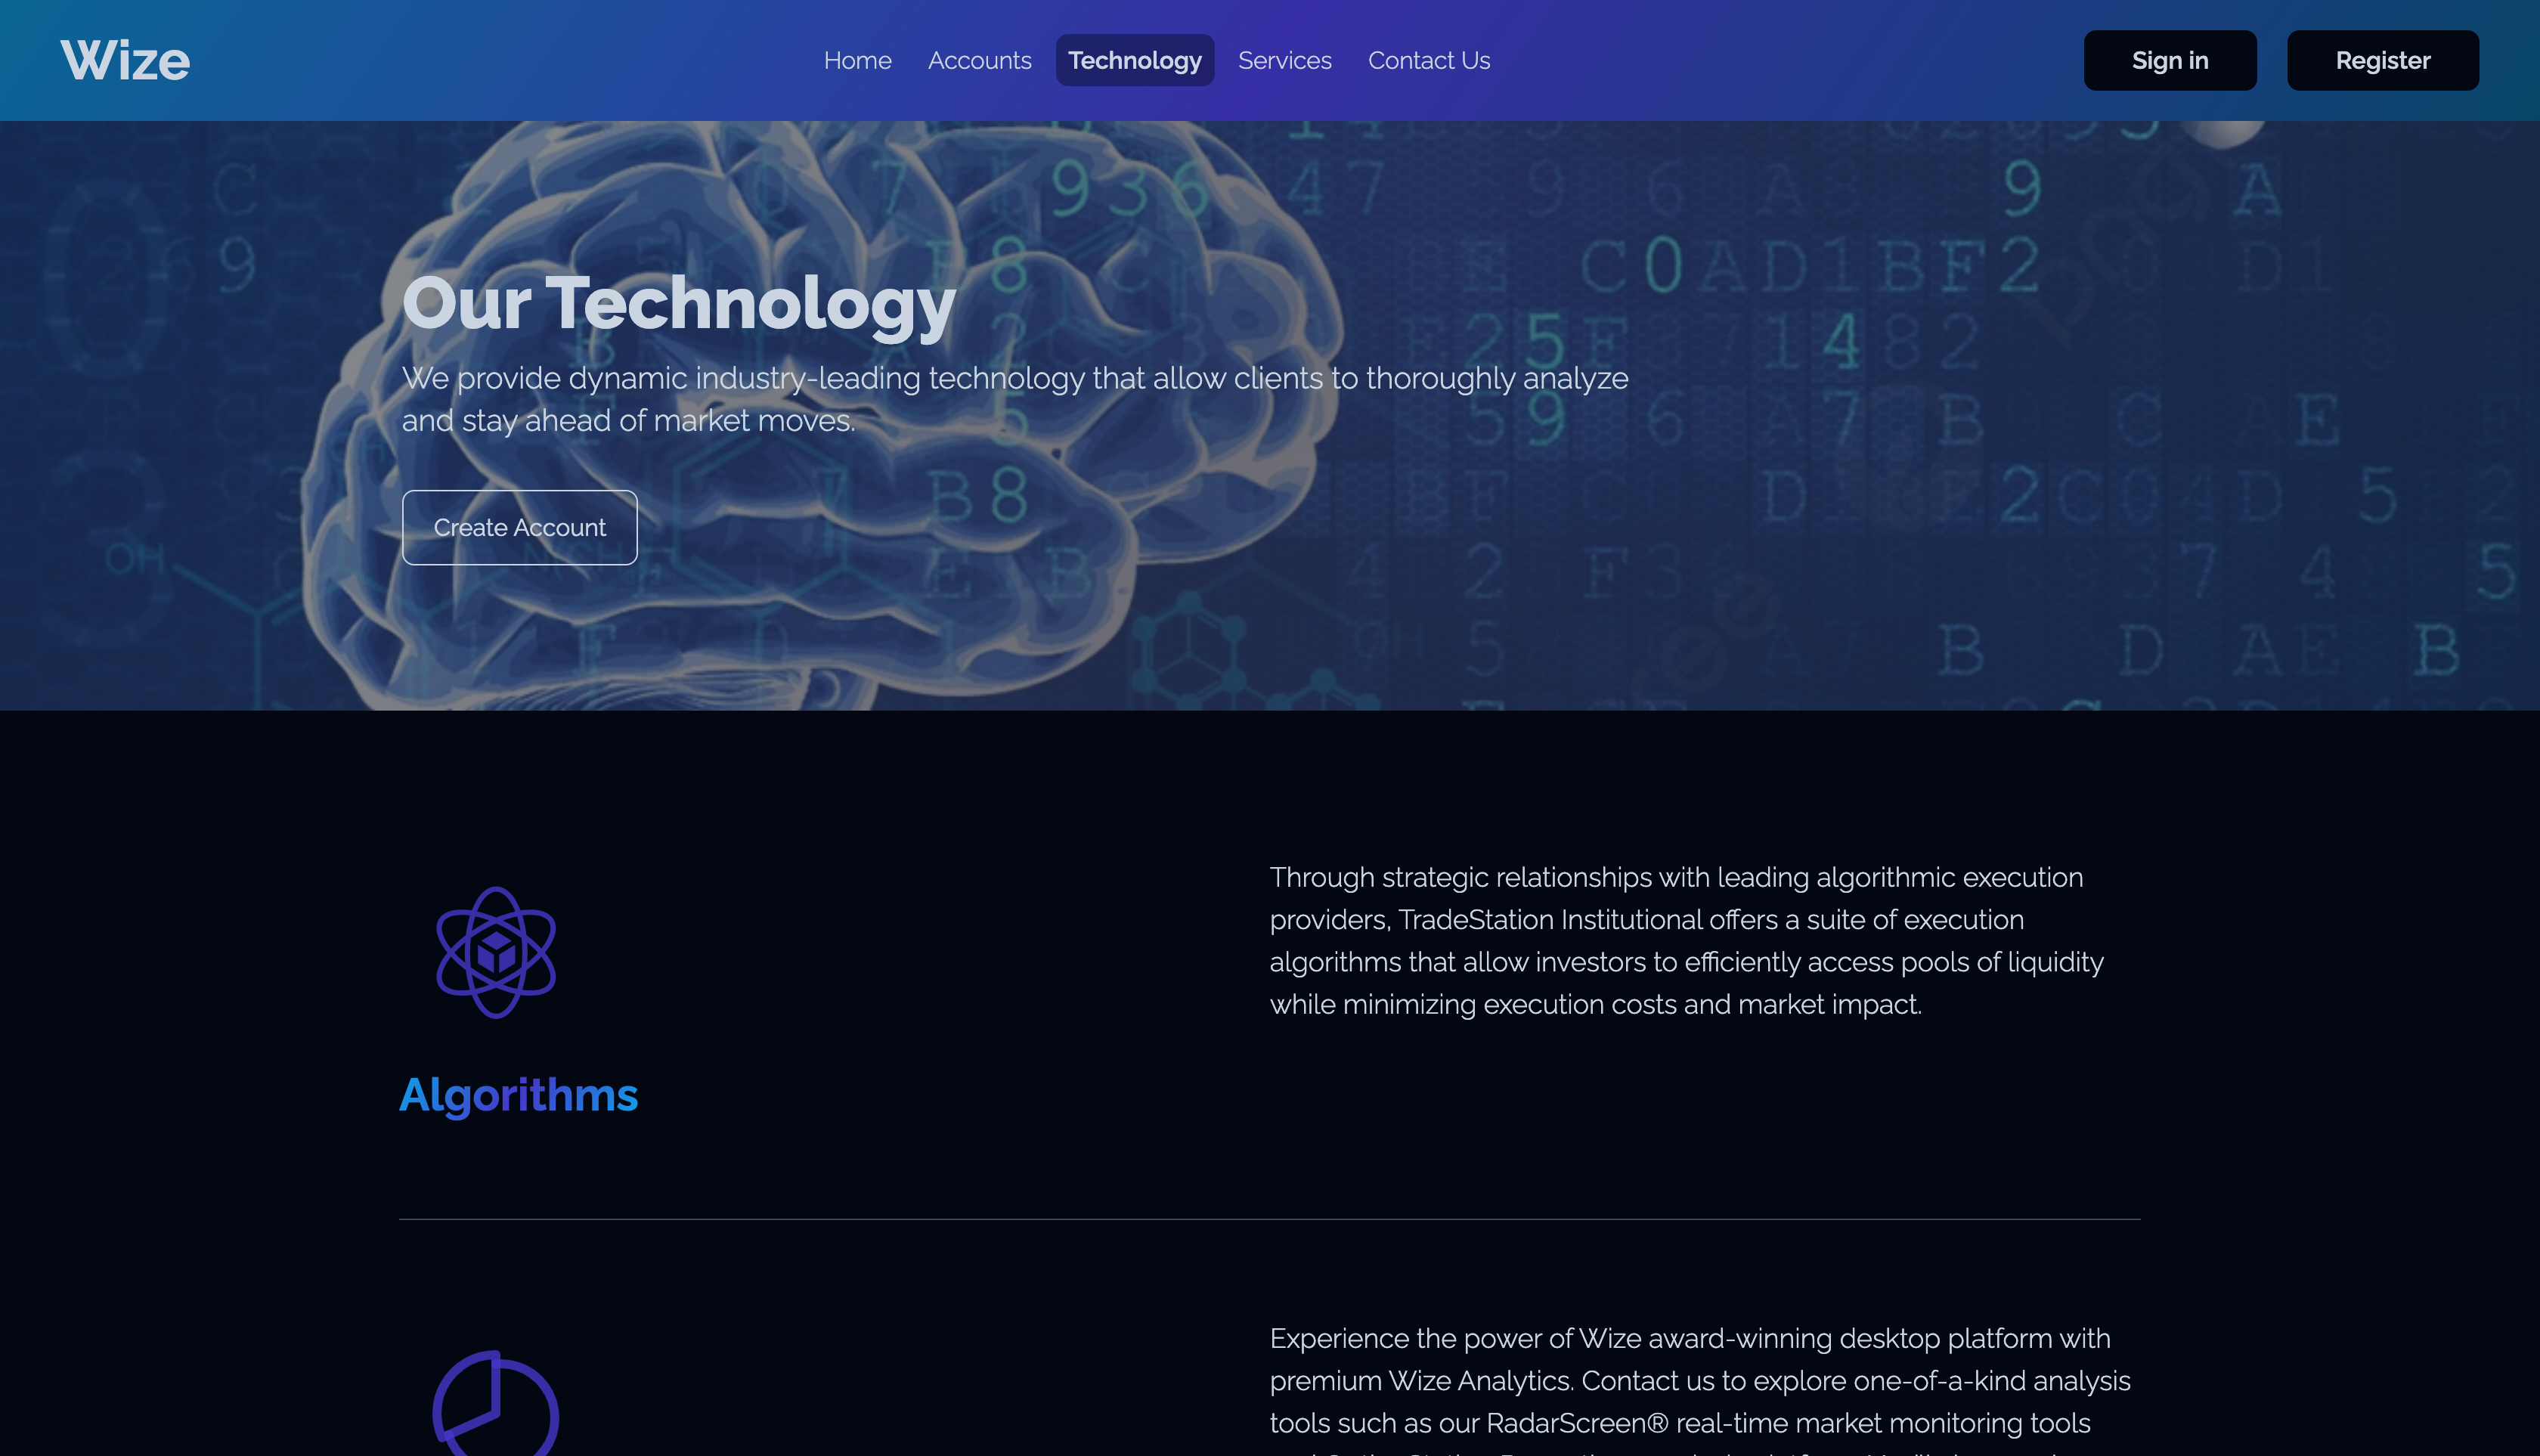 Wize
Home Accounts Technology Services Contact Us
Sign in Register
Our Technology
We provide dynamic industry-leading technology that allow clients to thoroughly analyze
and stay ahead of market moves.
Create Account
Through strategic relationships with leading algorithmic execution
providers, TradeStation Institutional offers a suite of execution
algorithms that allow investors to efficiently access pools of liquidity
while minimizing execution costs and market impact.
Algorithms
Experience the power of Wize award-winning desktop platform with
premium Wize Analytics. Contact us to explore one-of-a-kind analysis
tools such as our RadarScreen® real-time market monitoring tools